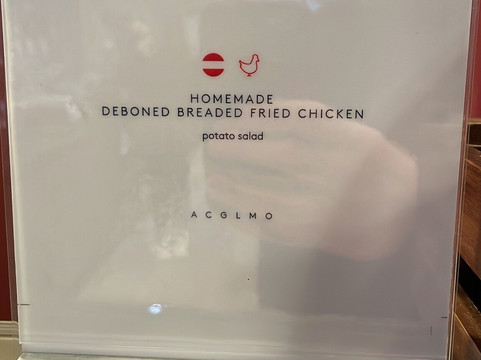 HOMEMADE
DEBONED BREADED FRIED CHICKEN
potato salad
A C G L M O